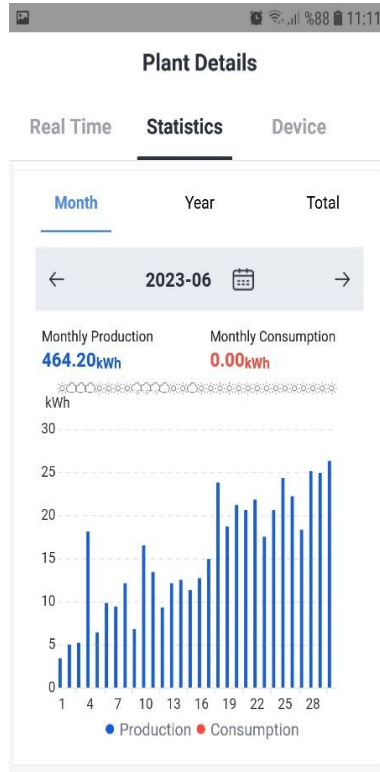 %88 11:11
Plant Details
Real Time Statistics Device
Month Year Total
2023-06
Monthly Production Monthly Consumption
464.20kWh 0.00kWh
kWh
30
25
20
15
10
5
0
1 4 7 10 13 16 19 22 25 28
Production Consumption